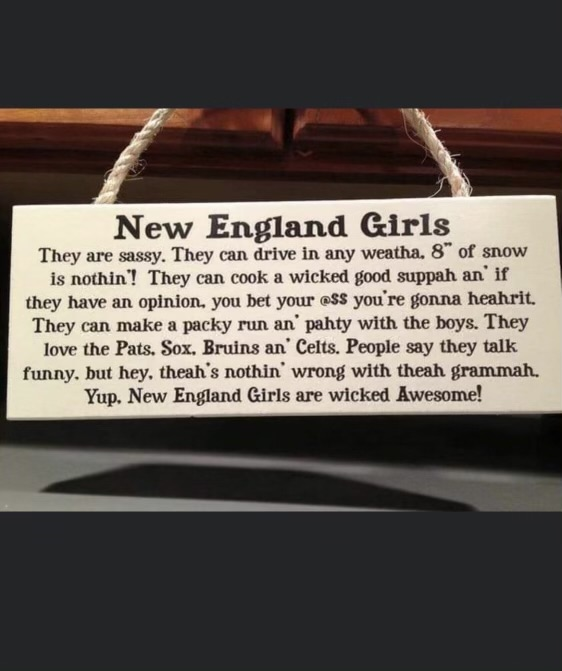 New England Girls
They are sassy. They can drive in any weatha. 8" of snow
is nothin'! They can cook a wicked good suppah an' if
they have an opinion, you bet your @$$ you're gonna heahrit.
They can make a packy run an' pahty with the boys. They
love the Pats, Sox, Bruins an' Celts. People say they talk
funny, but hey, theah's nothin' wrong with theah grammah.
Yup, New England Girls are wicked Awesome!